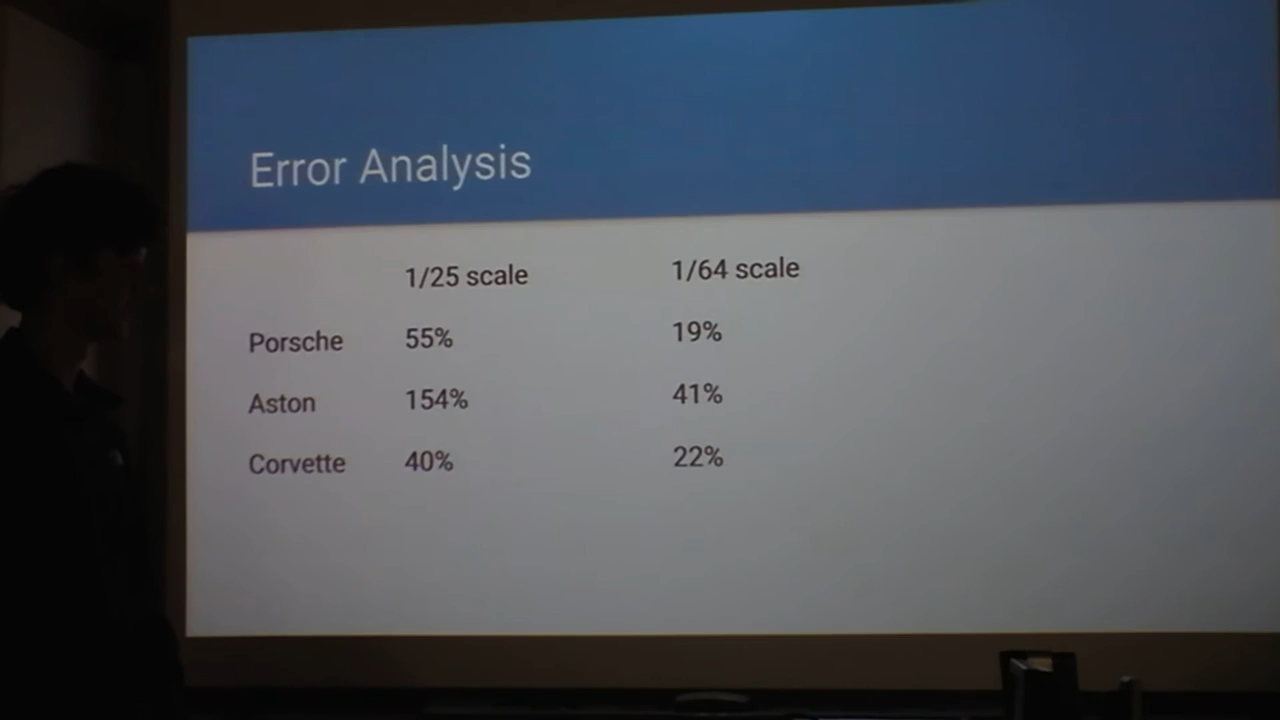 Error Analysis
1/25 scale 1/64 scale
Porsche 55% 19%
Aston 154% 41%
Corvette 40% 22%